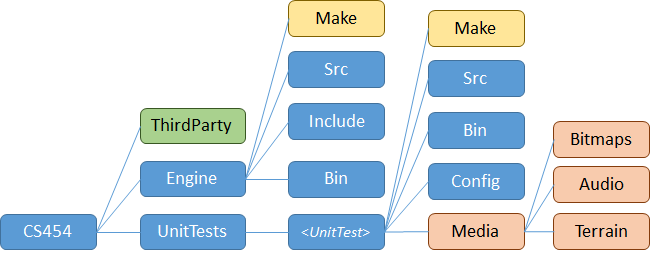 Make
Make
Src
Src
ThirdParty
Include
Bin
Bitmaps
Engine
Bin
Config
Audio
CS454
UnitTests
<UnitTest>
Media
Terrain